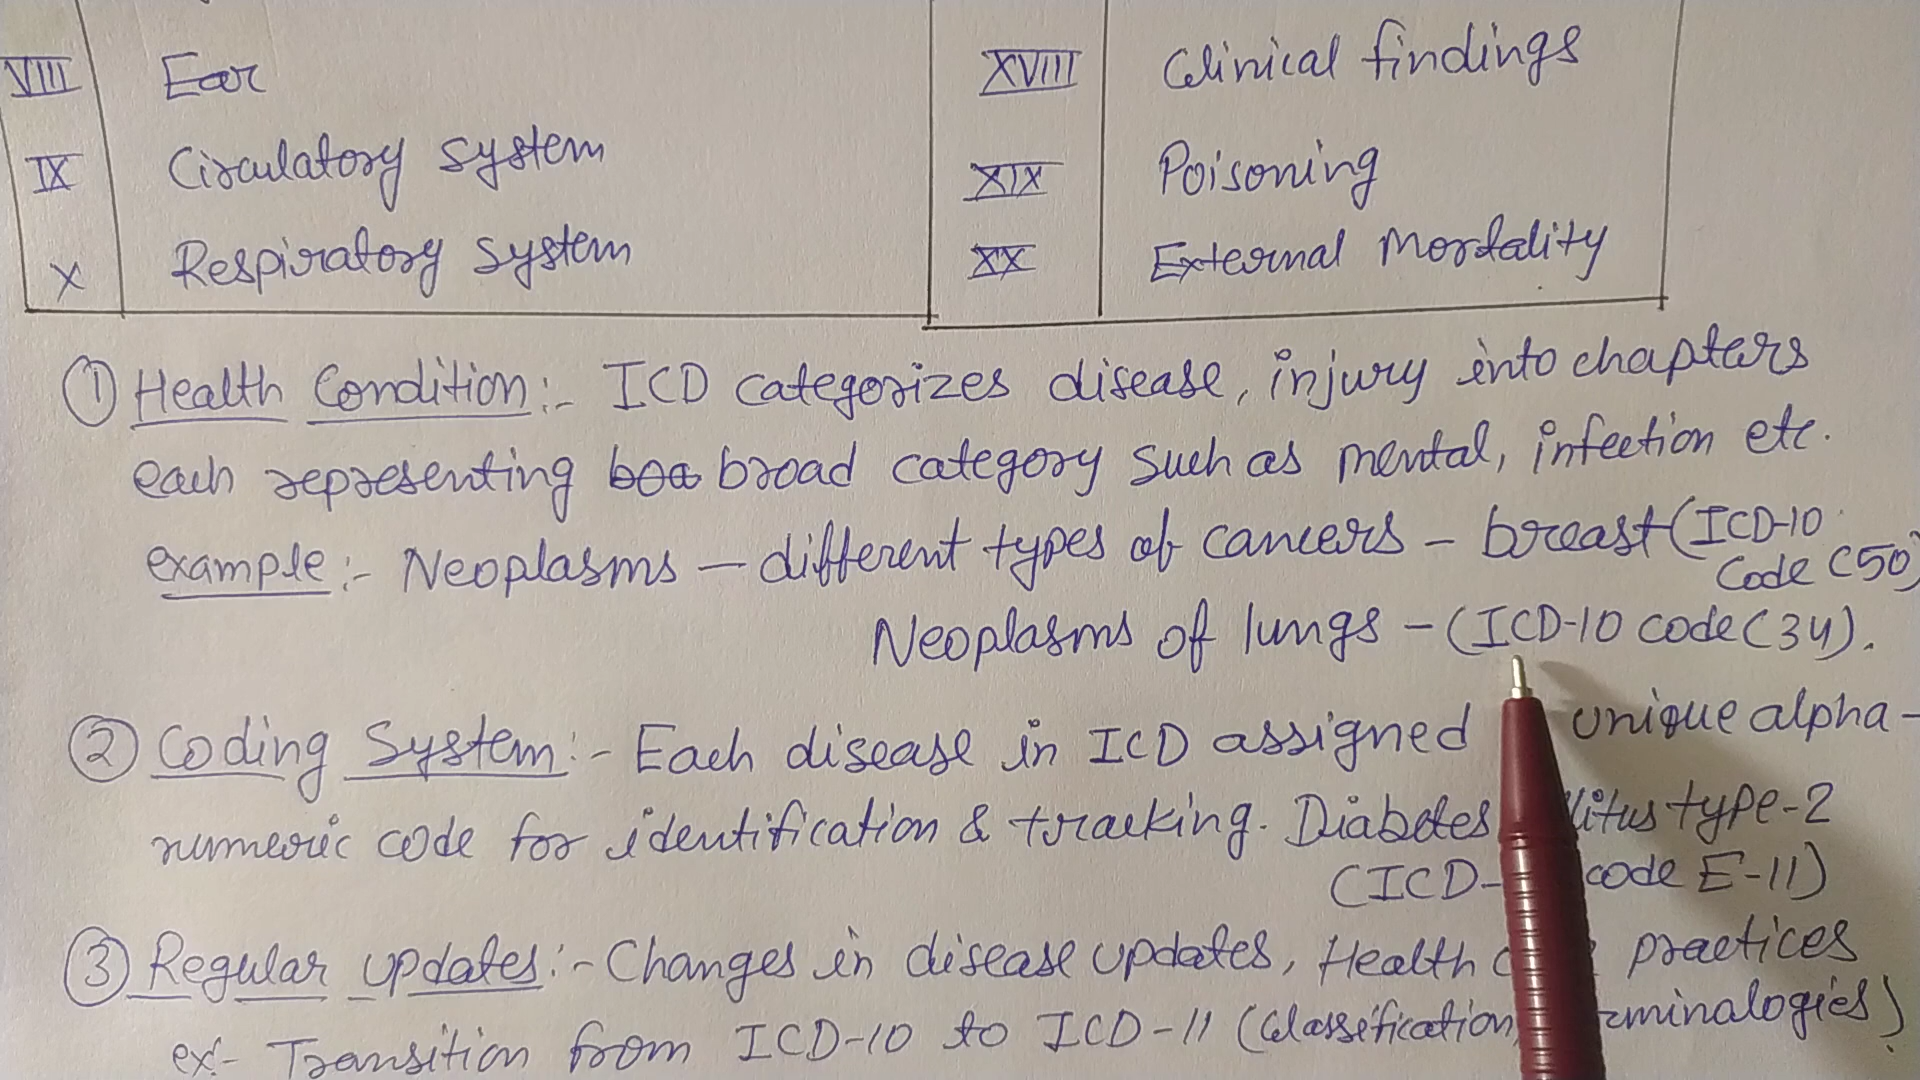 VIII Ear XVIII Clinical findings
IX Circulatory system XIX Poisoning
X Respiratory system XX External Mortality
① Health Condition:- ICD categorizes disease, injury into chapters
each representing broad category such as mental, infection etc.
example:- Neoplasms - different types of cancers - breast (ICD-10
Code C50)
Neoplasms of lungs - (ICD-10 code C34).
② Coding System:- Each disease in ICD assigned unique alpha-
numeric code for identification & tracking. Diabetes type-2
(ICD- code E-11)
③ Regular updates:- Changes in disease updates, Health practices
ex:- Transition from ICD-10 to ICD-11 (Classification,